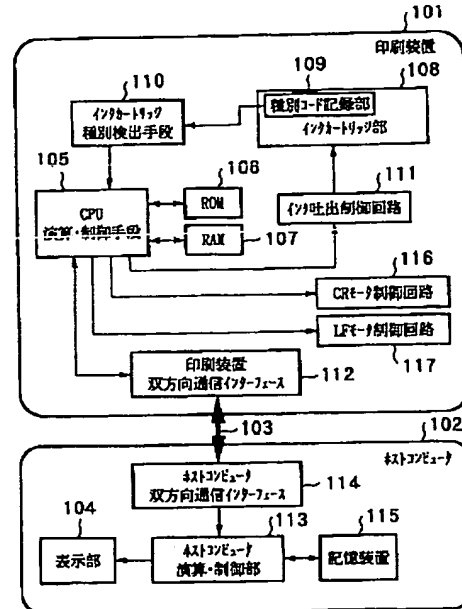 101
印刷装置
109
108
110
種別コード記録部
インクカートリッジ部
インクカートリッジ
種別検出手段
105
106
111
CPU
演算・制御手段
ROM
インク吐出制御回路
RAM
107
116
CRモータ制御回路
LFモータ制御回路
印刷装置
双方向通信インターフェース
112
117
103
102
ホストコンピュータ
ホストコンピュータ
双方向通信インターフェース
114
104
113
115
表示部
ホストコンピュータ
演算・制御部
記憶装置